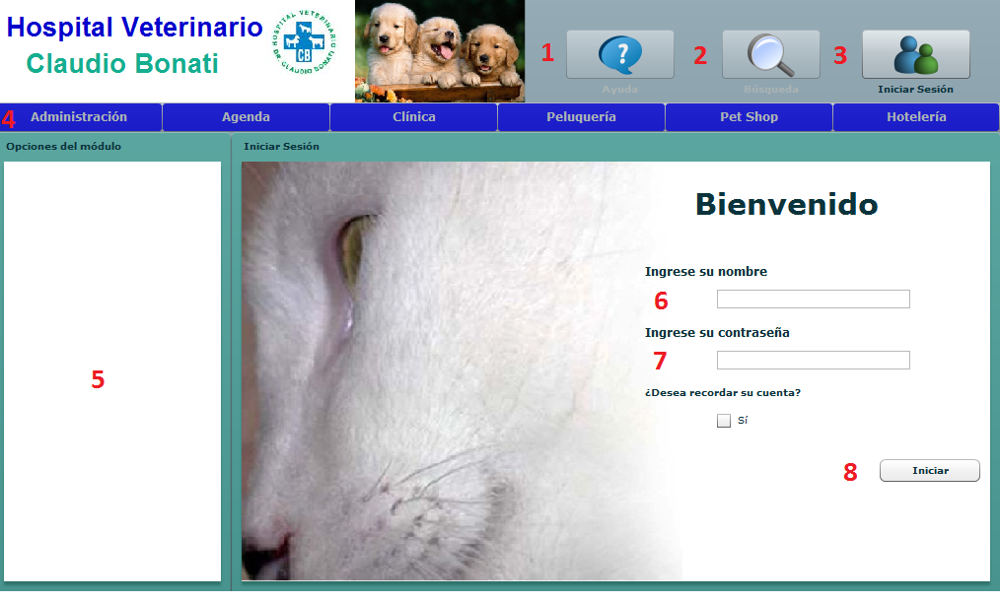 Hospital Veterinario
Claudio Bonati
HOSPITAL VETERINARIO
DR. CLAUDIO BONATI
CB
1
?
Ayuda
2
Búsqueda
3
Iniciar Sesión
4
Administración
Agenda
Clínica
Peluquería
Pet Shop
Hotelería
Opciones del módulo
Iniciar Sesión
5
Bienvenido
Ingrese su nombre
6
Ingrese su contraseña
7
¿Desea recordar su cuenta?
Sí
8
Iniciar